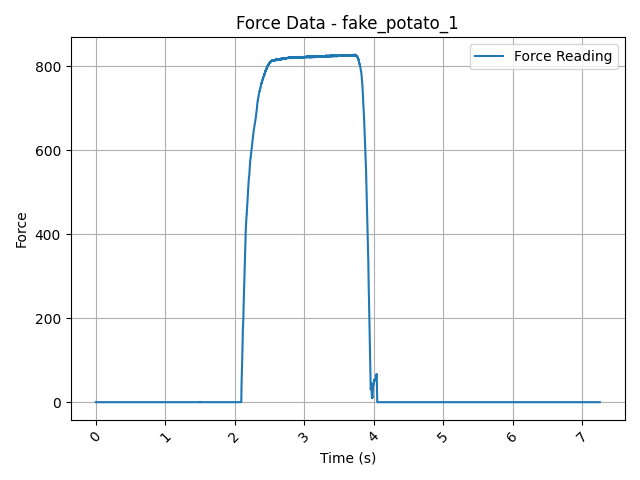 Force Data - fake_potato_1
Force Reading
800
600
400
200
0
Force
0 1 2 3 4 5 6 7
Time (s)